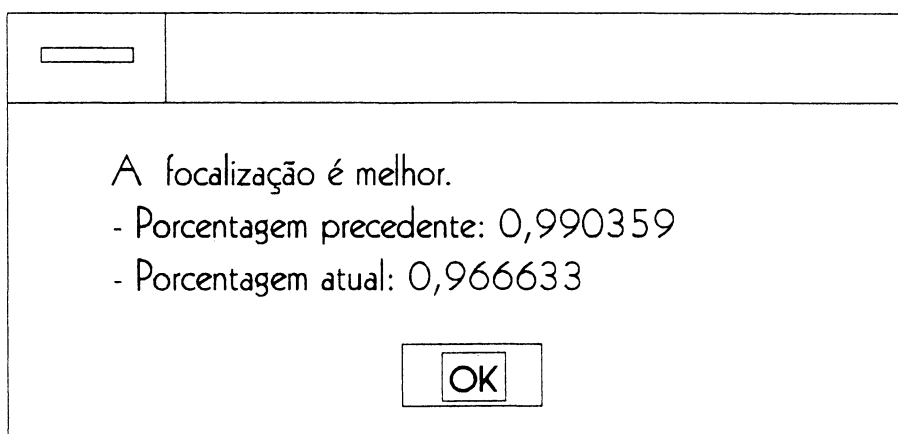 A focalização é melhor.
- Porcentagem precedente: 0,990359
- Porcentagem atual: 0,966633
OK